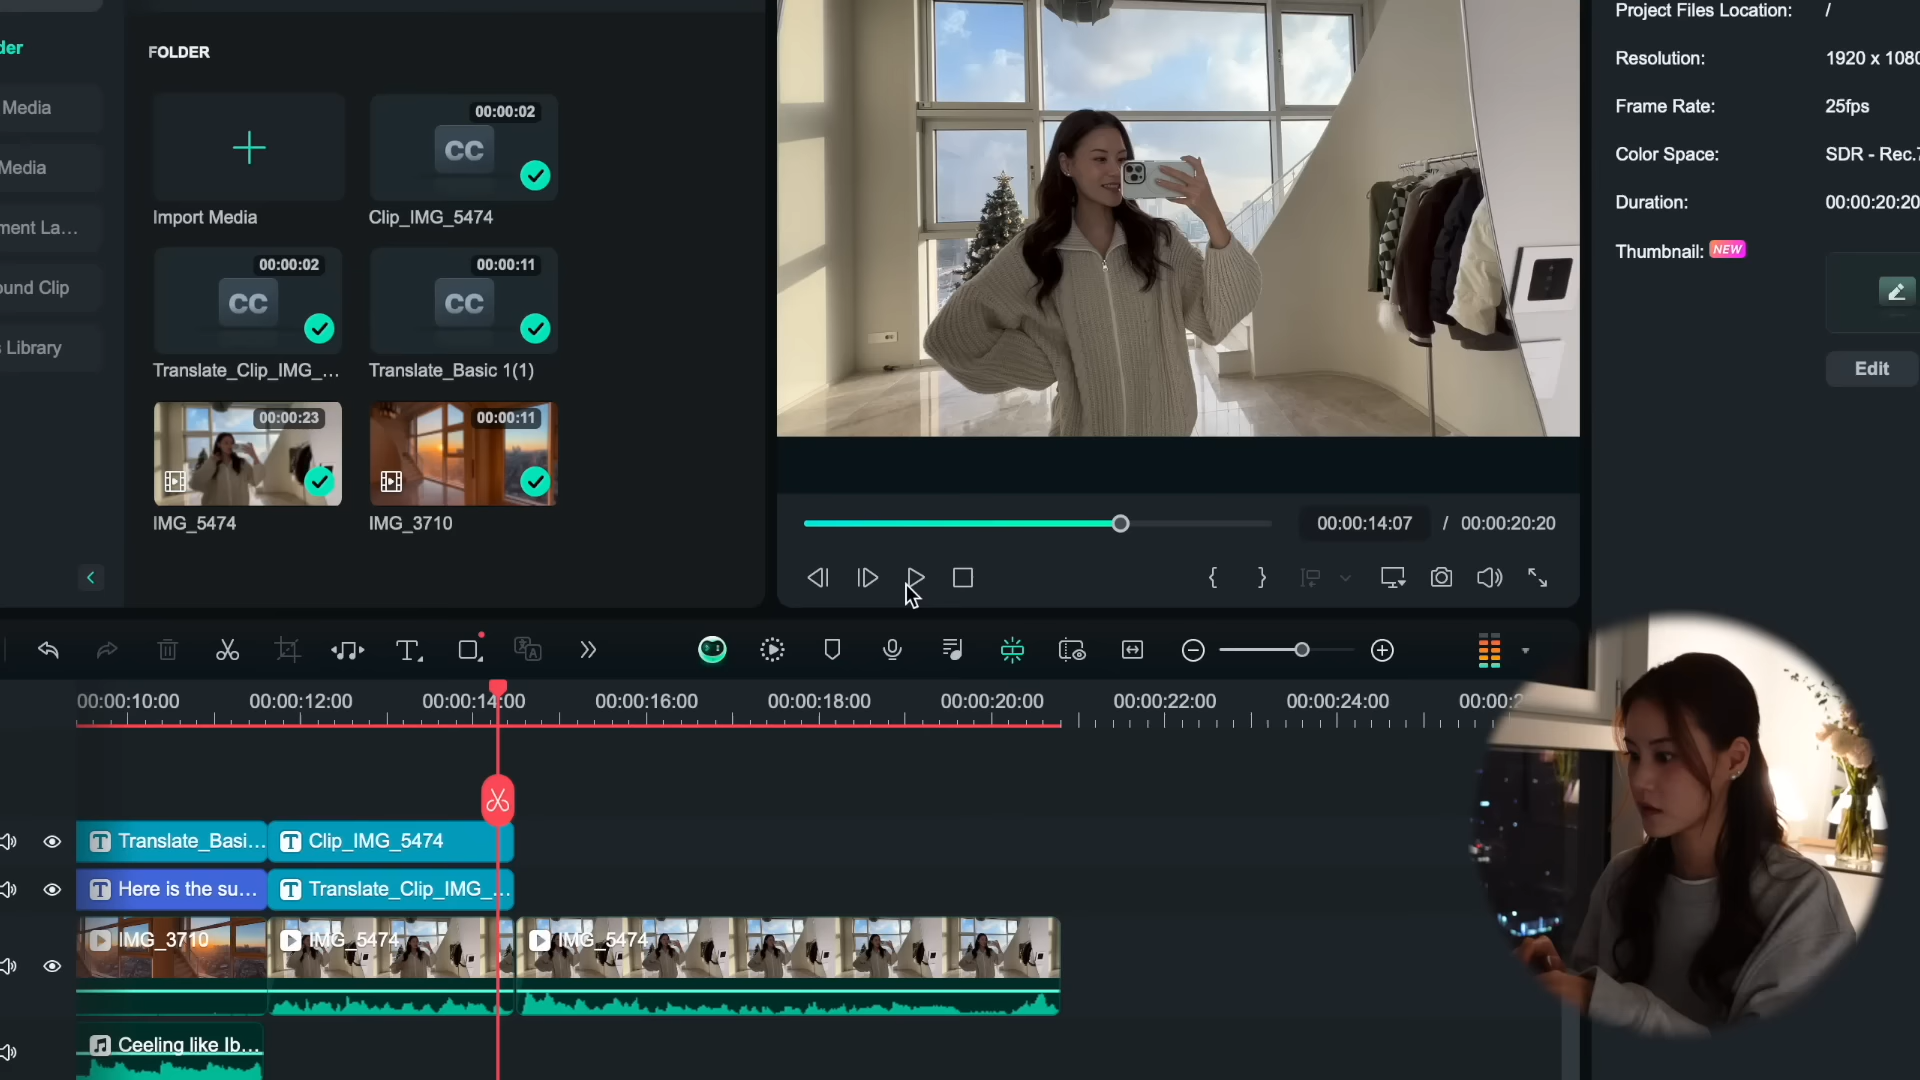 der
Media
Media
ment La...
ound Clip
s Library
FOLDER
Import Media
00:00:02
CC
Clip_IMG_5474
00:00:02
CC
Translate_Clip_IMG_...
00:00:11
CC
Translate_Basic 1(1)
00:00:23
IMG_5474
00:00:11
IMG_3710
00:00:14:07 / 00:00:20:20
Project Files Location: /
Resolution: 1920 x 1080
Frame Rate: 25fps
Color Space: SDR - Rec.7
Duration: 00:00:20:20
Thumbnail: NEW
Edit
00:00:10:00 00:00:12:00 00:00:14:00 00:00:16:00 00:00:18:00 00:00:20:00 00:00:22:00 00:00:24:00 00:00:2
T Translate_Basi... T Clip_IMG_5474
T Here is the su... T Translate_Clip_IMG_...
IMG_3710 IMG_5474 IMG_5474
Ceeling like Ib...